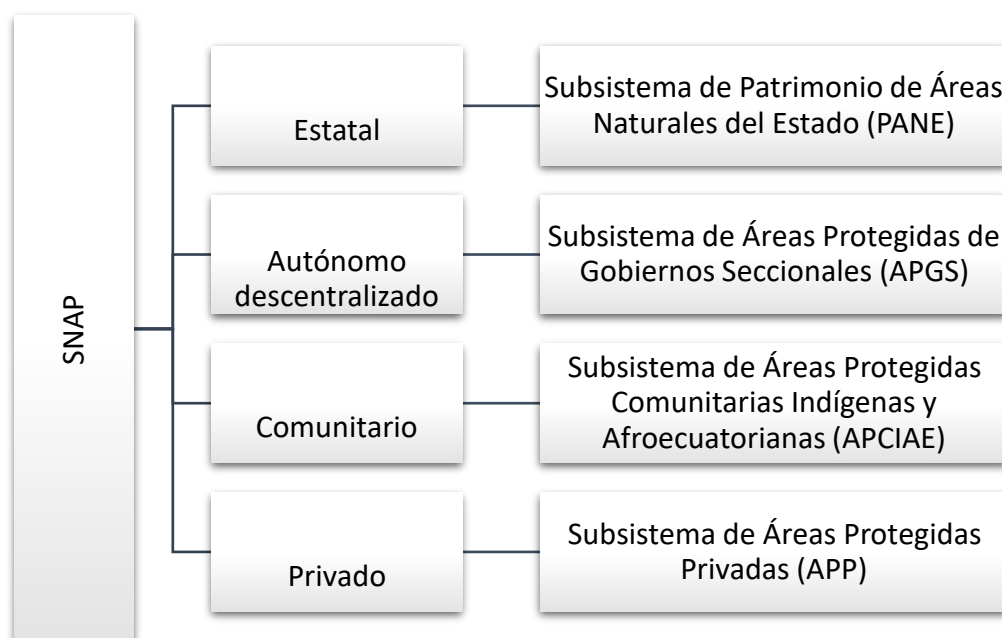 SNAP
Estatal
Subsistema de Patrimonio de Áreas
Naturales del Estado (PANE)
Autónomo
descentralizado
Subsistema de Áreas Protegidas de
Gobiernos Seccionales (APGS)
Comunitario
Subsistema de Áreas Protegidas
Comunitarias Indígenas y
Afroecuatorianas (APCIAE)
Privado
Subsistema de Áreas Protegidas
Privadas (APP)